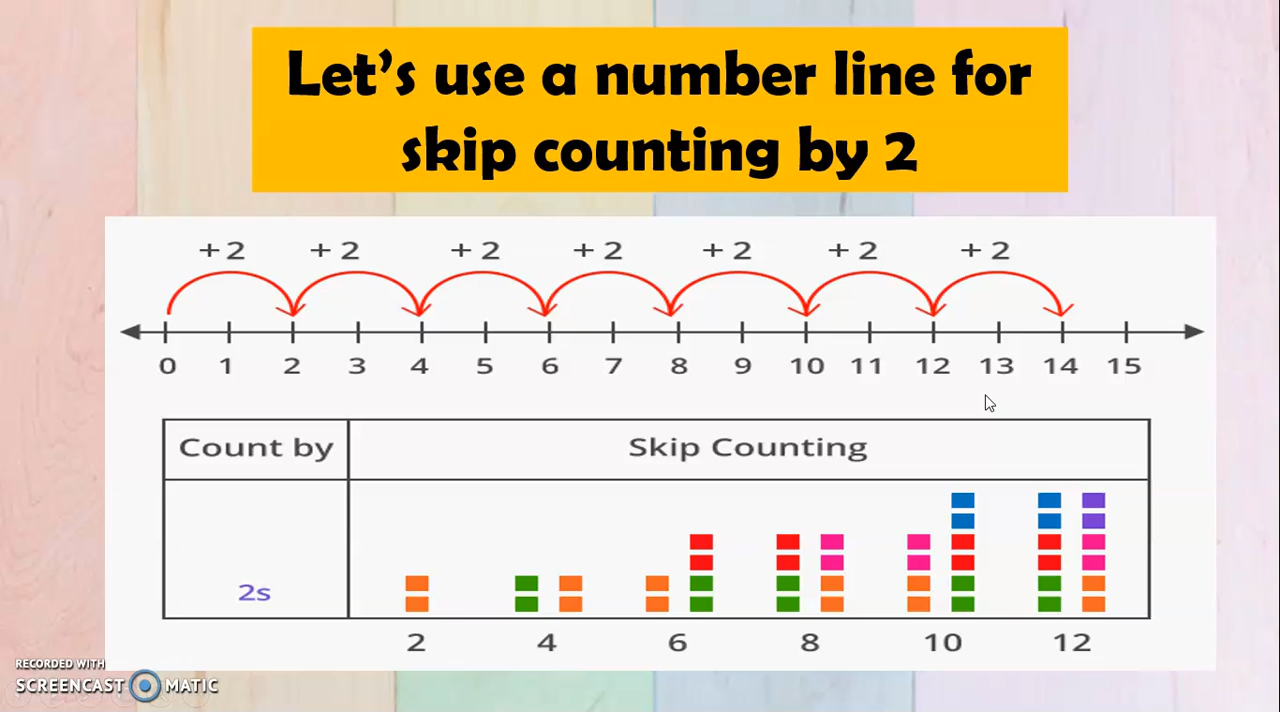 Let's use a number line for
skip counting by 2
+2 +2 +2 +2 +2 +2 +2
0 1 2 3 4 5 6 7 8 9 10 11 12 13 14 15
Count by Skip Counting
2s
2 4 6 8 10 12
RECORDED WITH
SCREENCAST MATIC